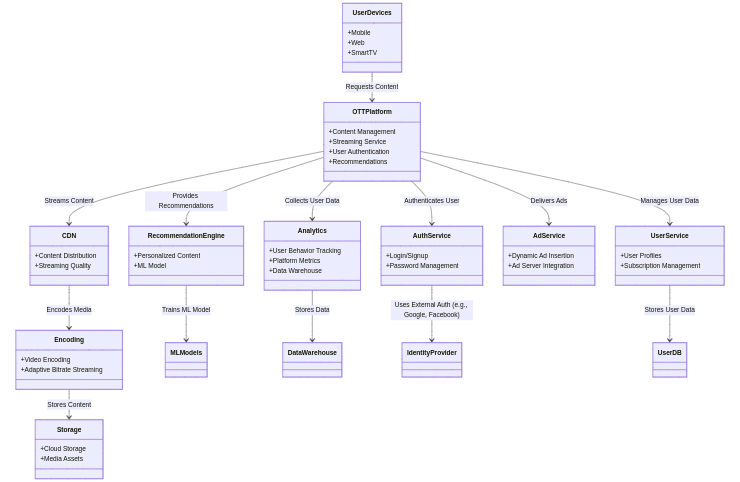 UserDevices
+Mobile
+Web
+SmartTV
Requests Content
OTTPlatform
+Content Management
+Streaming Service
+User Authentication
+Recommendations
Streams Content
Provides
Recommendations
Collects User Data
Authenticates User
Delivers Ads
Manages User Data
CDN
+Content Distribution
+Streaming Quality
RecommendationEngine
+Personalized Content
+ML Model
Analytics
+User Behavior Tracking
+Platform Metrics
+Data Warehouse
AuthService
+Login/Signup
+Password Management
AdService
+Dynamic Ad Insertion
+Ad Server Integration
UserService
+User Profiles
+Subscription Management
Encodes Media
Trains ML Model
Stores Data
Uses External Auth (e.g.,
Google, Facebook)
Stores User Data
Encoding
+Video Encoding
+Adaptive Bitrate Streaming
MLModels
DataWarehouse
IdentityProvider
UserDB
Stores Content
Storage
+Cloud Storage
+Media Assets